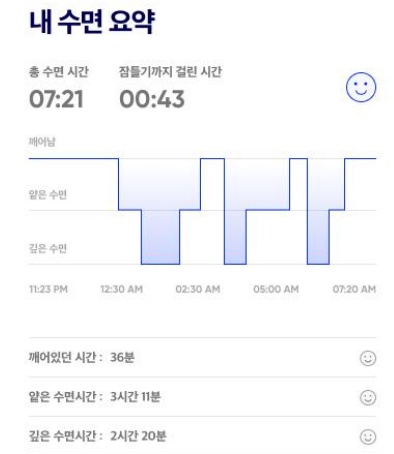 내 수면 요약
총 수면 시간 잠들기까지 걸린 시간
07:21 00:43
깨어남
얕은 수면
깊은 수면
11:23 PM 12:30 AM 02:30 AM 05:00 AM 07:20 AM
깨어있던 시간 : 36분
얕은 수면시간 : 3시간 11분
깊은 수면시간 : 2시간 20분